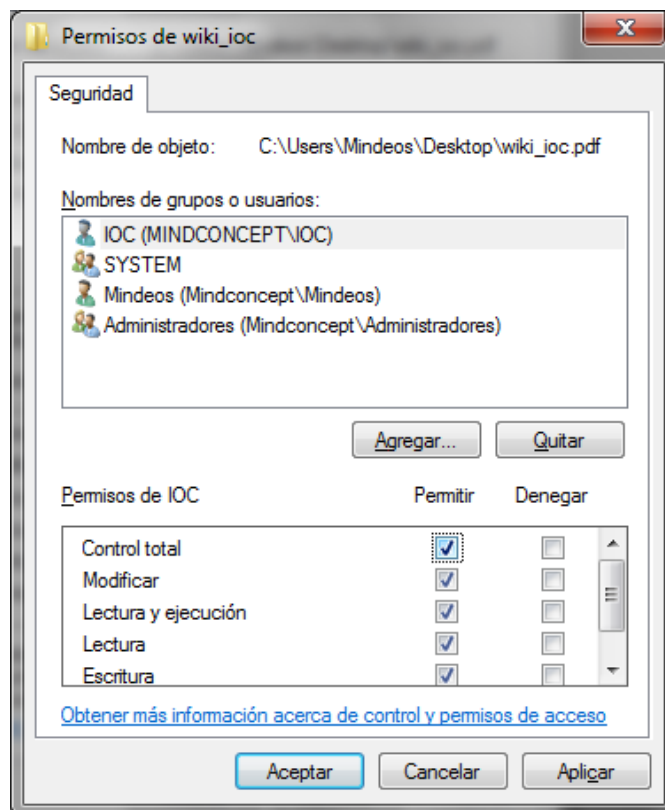 Permisos de wiki_ioc
Seguridad
Nombre de objeto: C:\Users\Mindeos\Desktop\wiki_ioc.pdf
Nombres de grupos o usuarios:
IOC (MINDCONCEPT\IOC)
SYSTEM
Mindeos (Mindconcept\Mindeos)
Administradores (Mindconcept\Administradores)
Agregar... Quitar
Permisos de IOC Permitir Denegar
Control total
Modificar
Lectura y ejecución
Lectura
Escritura
Obtener más información acerca de control y permisos de acceso
Aceptar Cancelar Aplicar